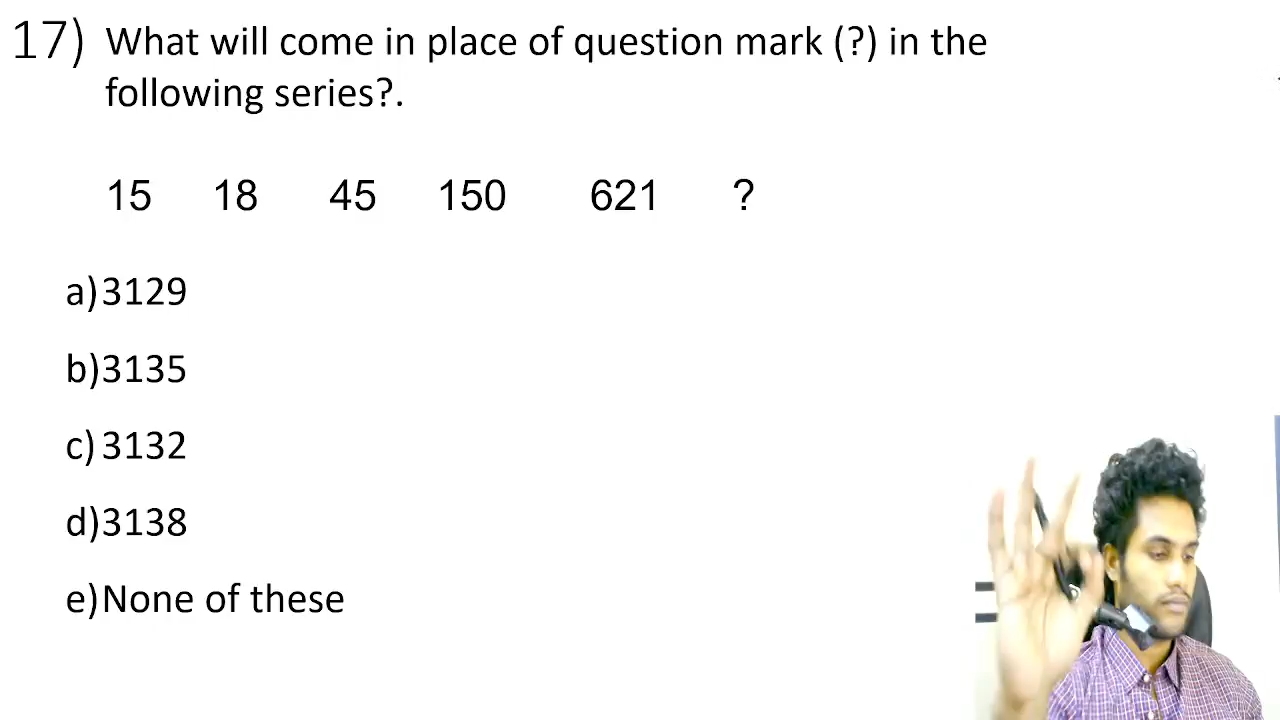 17) What will come in place of question mark (?) in the
following series?.
15 18 45 150 621 ?
a)3129
b)3135
c)3132
d)3138
e)None of these